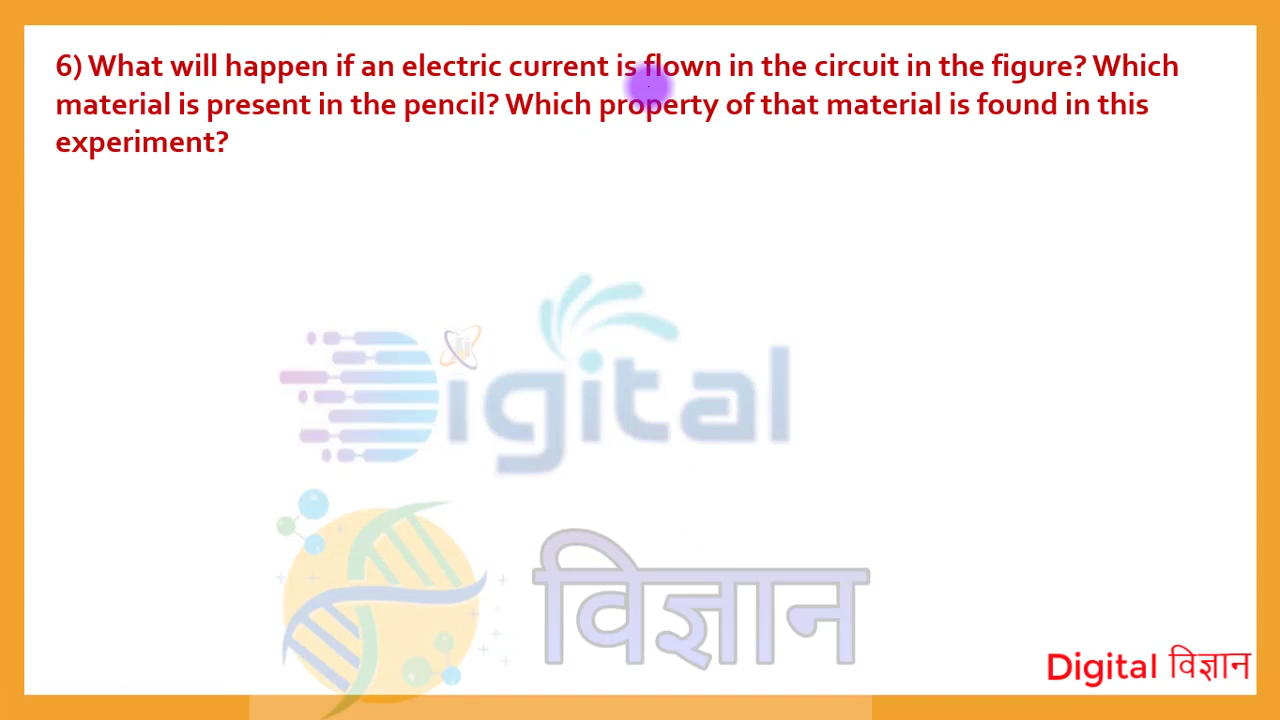 6) What will happen if an electric current is flown in the circuit in the figure? Which
material is present in the pencil? Which property of that material is found in this
experiment?
Digital
विज्ञान
Digital विज्ञान